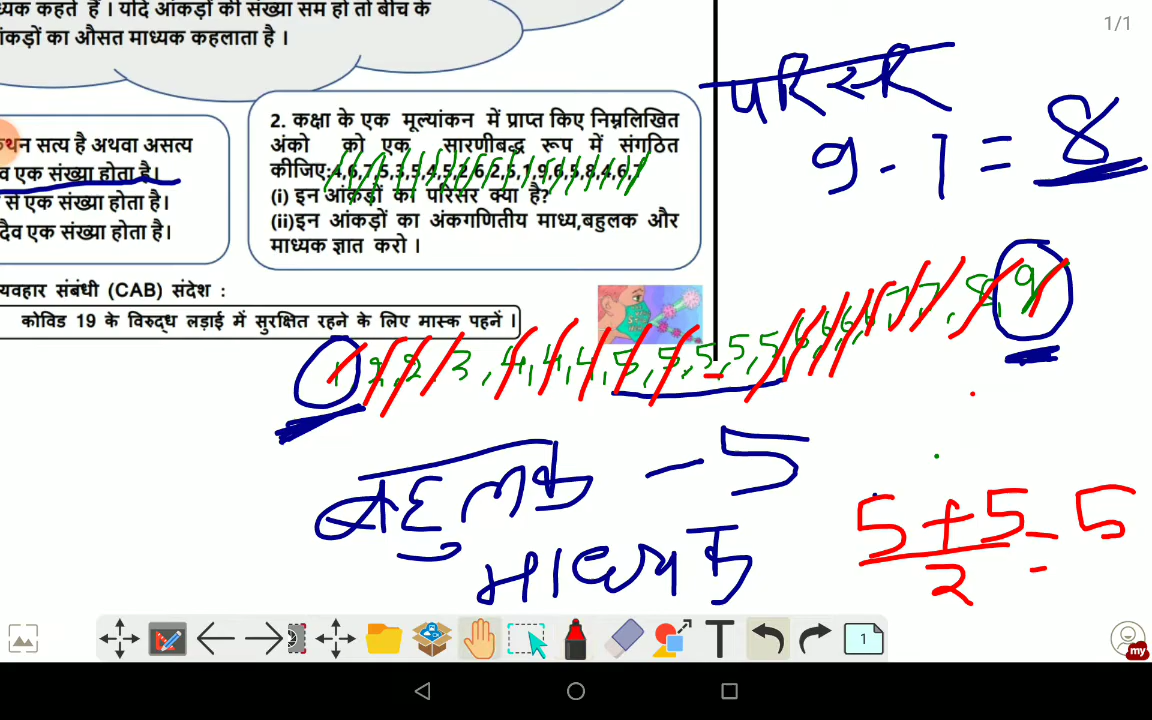 ध्यक कहते हैं । यदि आंकड़ों की संख्या सम हो तो बीच के
आंकड़ों का औसत माध्यक कहलाता है ।
1/1
परिसर
9 - 1 = 8
कथन सत्य है अथवा असत्य
एक संख्या होता है।
से एक संख्या होता है।
दैव एक संख्या होता है।
2. कक्षा के एक मूल्यांकन में प्राप्त किए निम्नलिखित
अंको को एक सारणीबद्ध रूप में संगठित
कीजिए:4,6,7,5,3,5,4,5,2,6,2,5,1,9,6,5,8,4,6,7
(i) इन आंकड़ों का परिसर क्या है?
(ii)इन आंकड़ों का अंकगणितीय माध्य,बहुलक और
माध्यक ज्ञात करो ।
व्यवहार संबंधी (CAB) संदेश :
कोविड 19 के विरुद्ध लड़ाई में सुरक्षित रहने के लिए मास्क पहनें ।
1, 2, 2, 3, 4, 4, 4, 5, 5, 5, 5, 5, 6, 6, 6, 6, 7, 7, 8, 9
बहुलक - 5
माध्यक
5 + 5 = 5
2
T
1
my